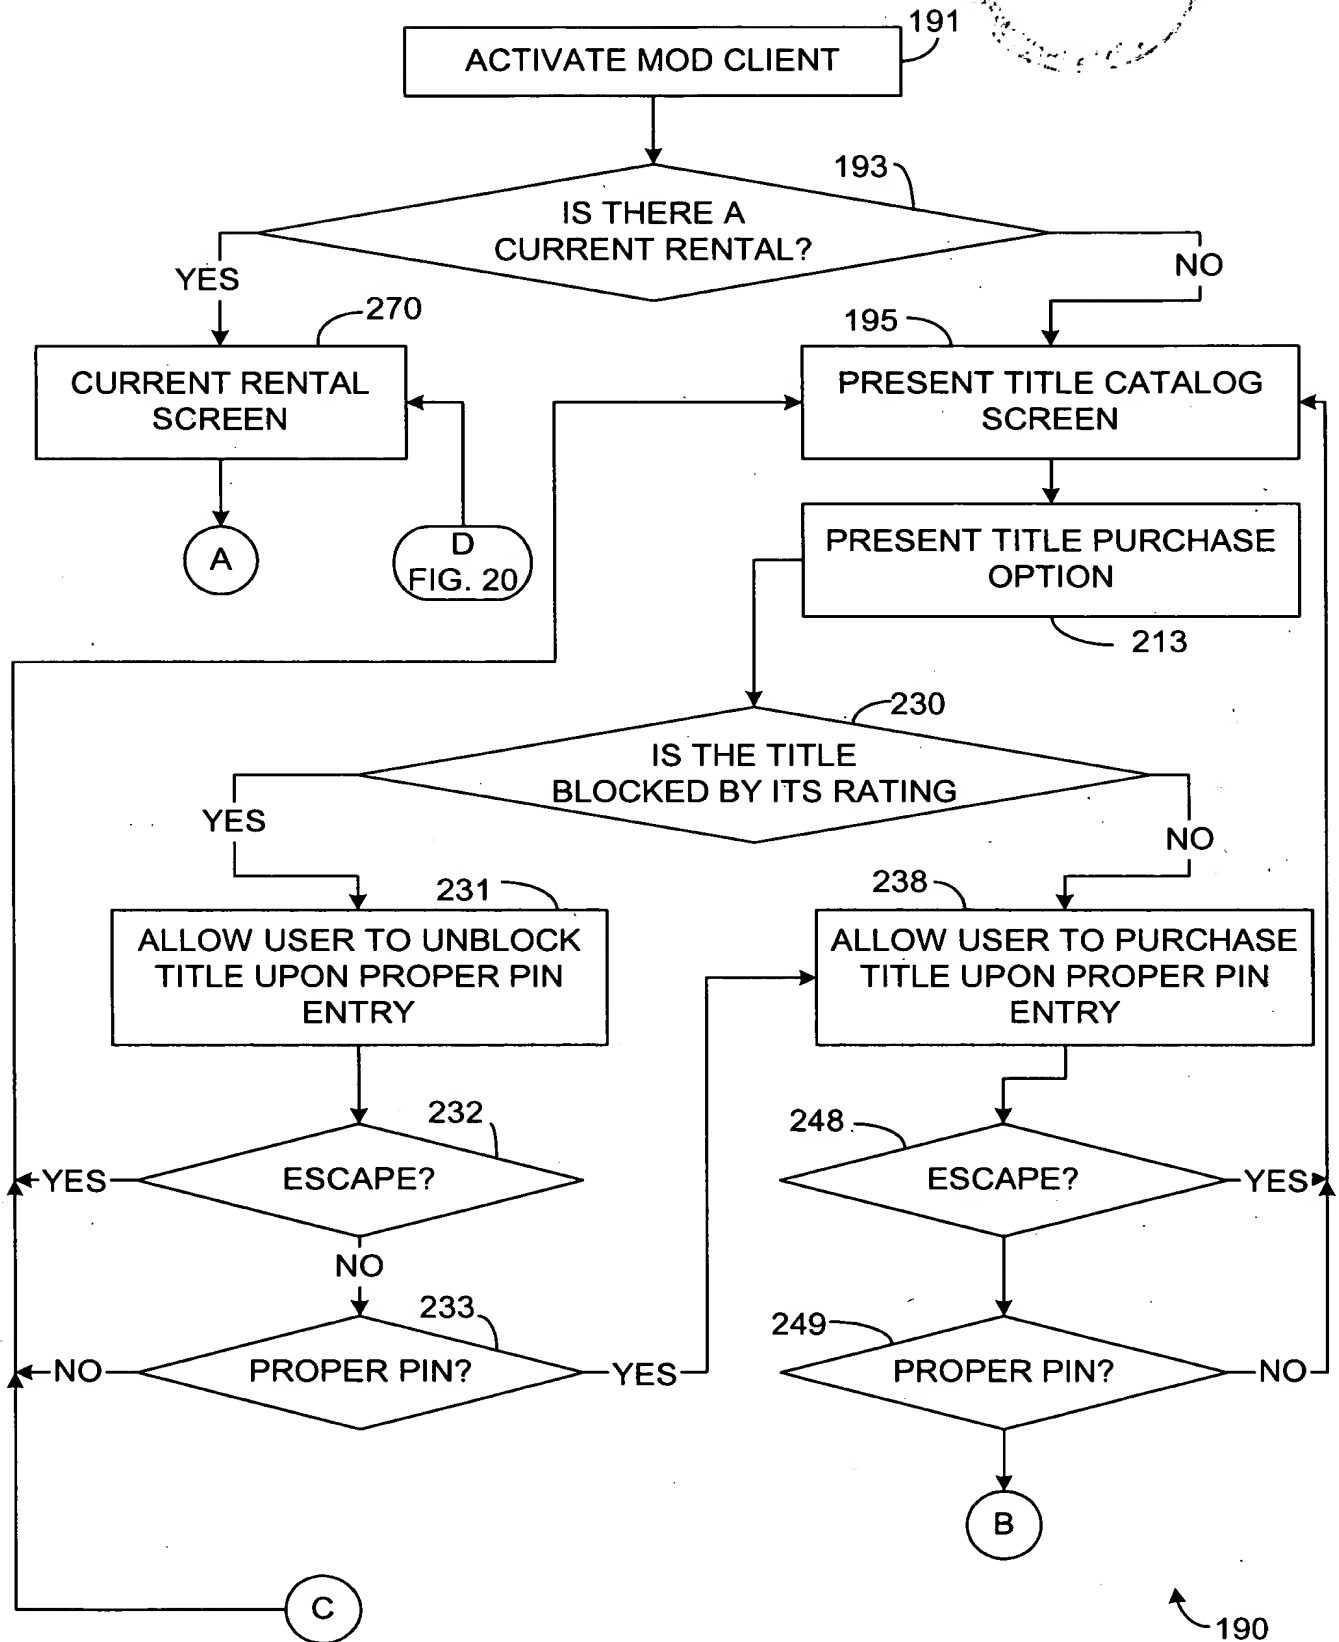 191
ACTIVATE MOD CLIENT
193
IS THERE A
CURRENT RENTAL?
YES
NO
270
195
CURRENT RENTAL
SCREEN
PRESENT TITLE CATALOG
SCREEN
A
D
FIG. 20
PRESENT TITLE PURCHASE
OPTION
213
230
IS THE TITLE
BLOCKED BY ITS RATING
YES
NO
231
238
ALLOW USER TO UNBLOCK
TITLE UPON PROPER PIN
ENTRY
ALLOW USER TO PURCHASE
TITLE UPON PROPER PIN
ENTRY
232
248
YES
ESCAPE?
ESCAPE?
YES
NO
233
249
NO
PROPER PIN?
YES
PROPER PIN?
NO
B
C
190